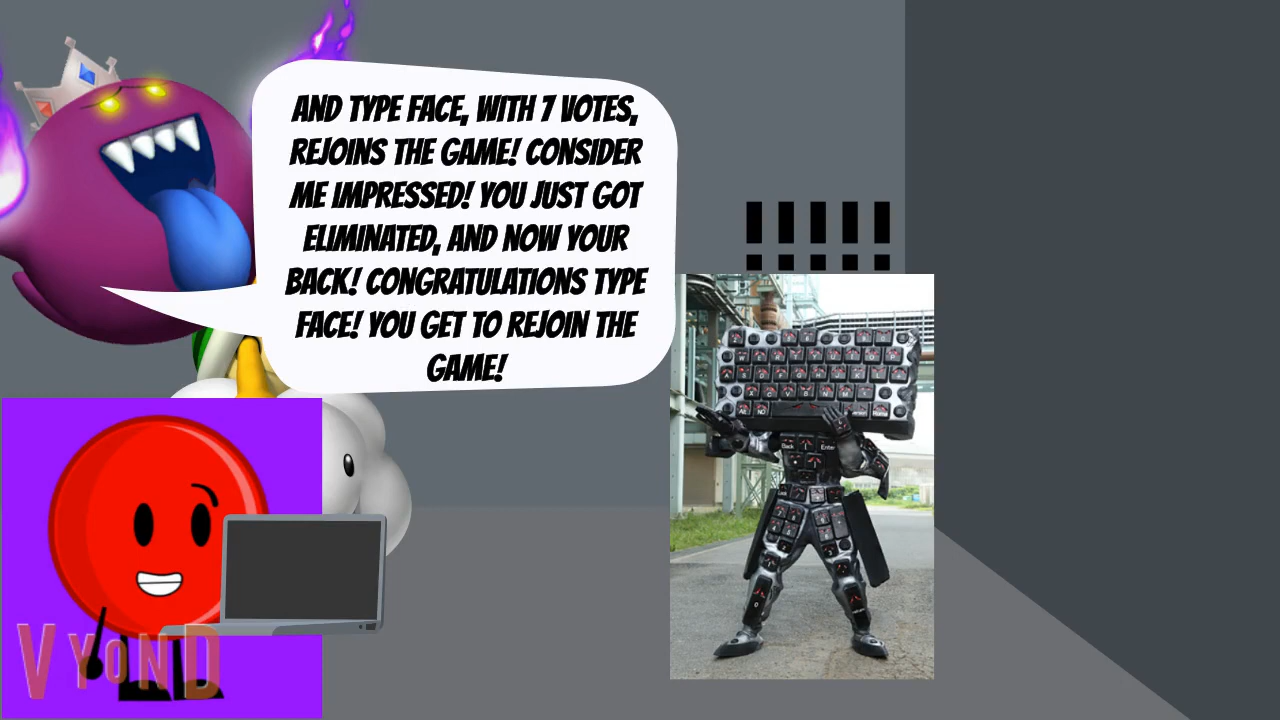 AND TYPE FACE, WITH 7 VOTES,
REJOINS THE GAME! CONSIDER
ME IMPRESSED! YOU JUST GOT
ELIMINATED, AND NOW YOUR
BACK! CONGRATULATIONS TYPE
FACE! YOU GET TO REJOIN THE
GAME!
!!!!!
VYOND